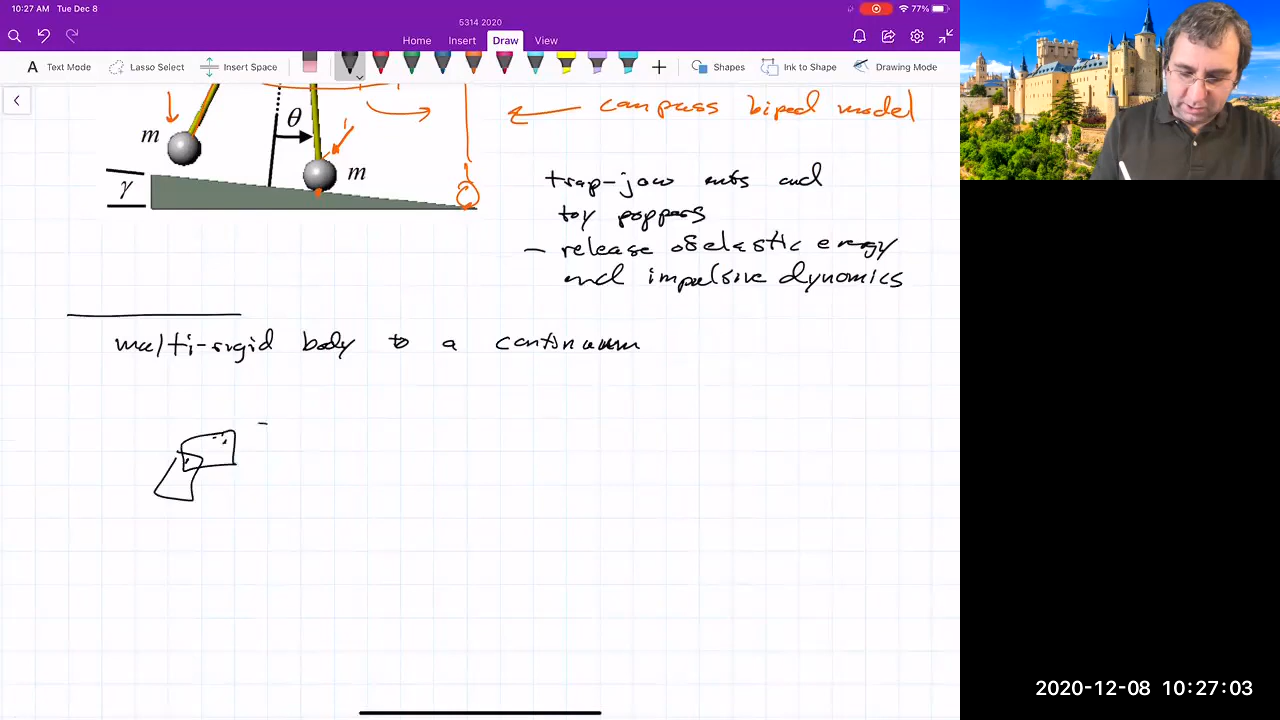 10:27 AM Tue Dec 8
77%
5314 2020
Home Insert Draw View
A Text Mode Lasso Select Insert Space Shapes Ink to Shape Drawing Mode
compass biped model
θ
m
m
γ
trap-jaw ants and
toy poppers
- release of elastic energy
and impulsive dynamics
multi-rigid body to a continuum
2020-12-08 10:27:03